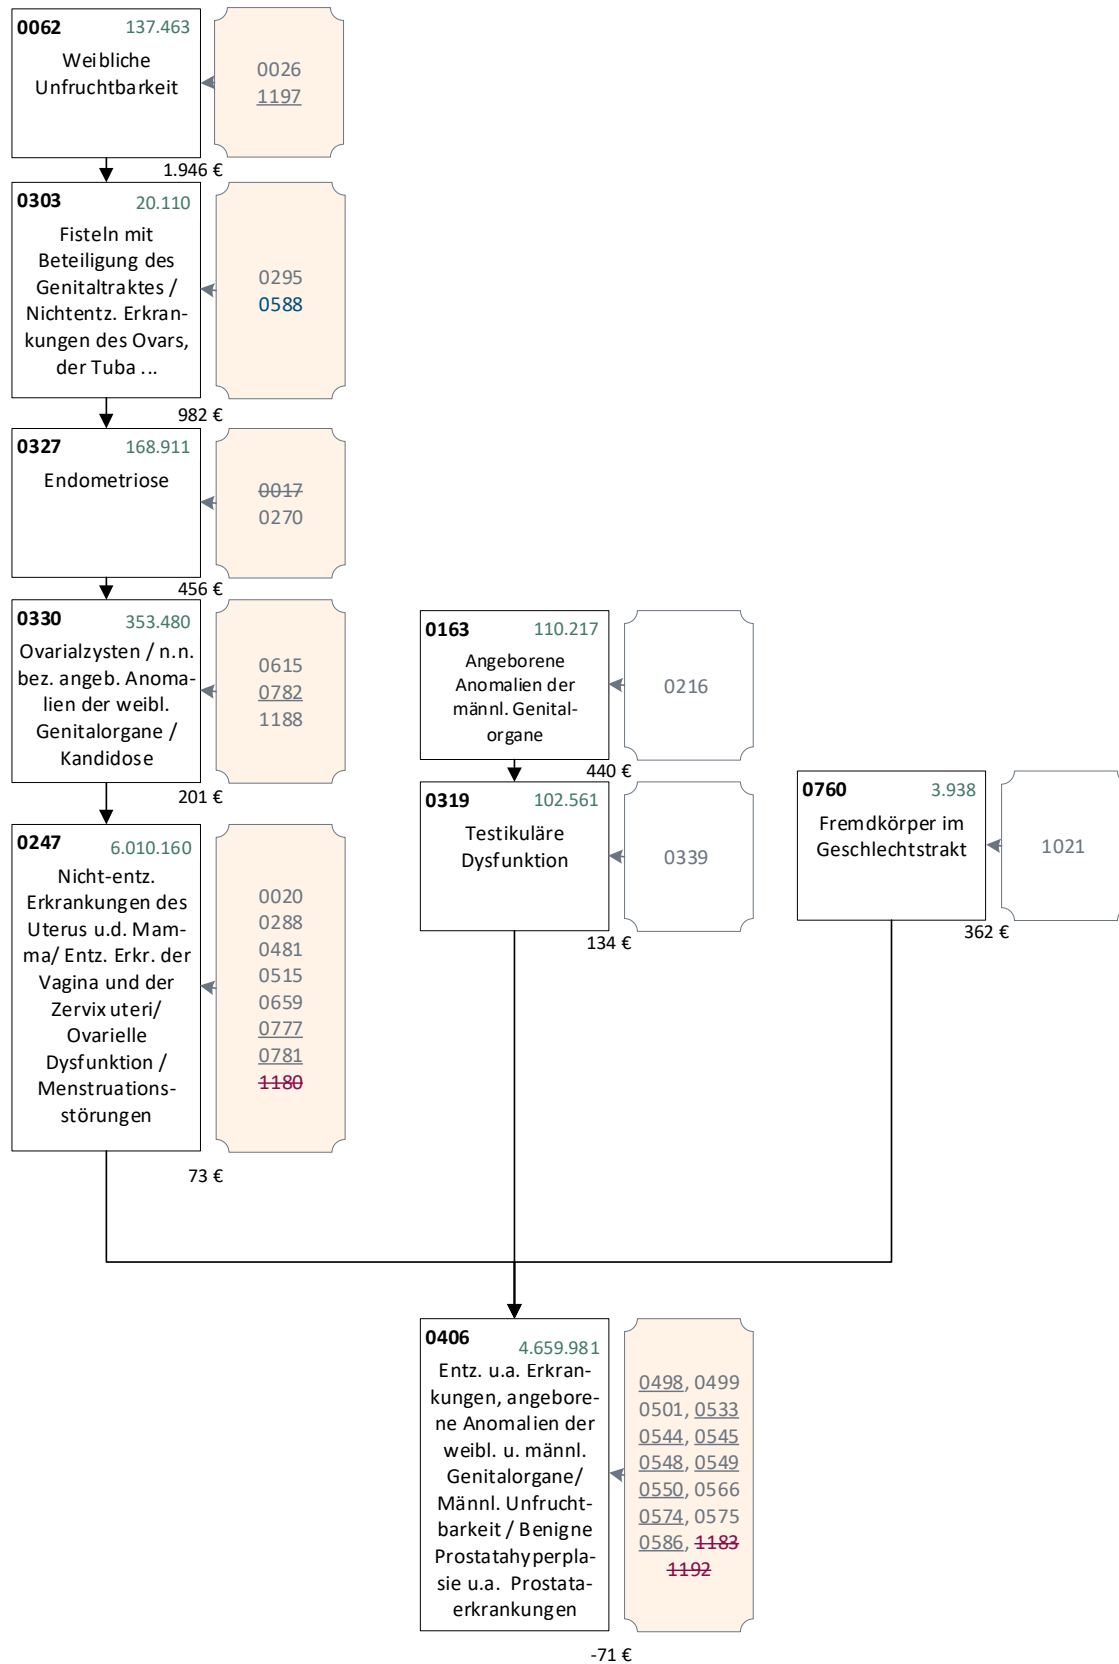 0062 137.463
Weibliche
Unfruchtbarkeit
0026
1197
1.946 €
0303 20.110
Fisteln mit
Beteiligung des
Genitaltraktes /
Nichtentz. Erkran-
kungen des Ovars,
der Tuba ...
0295
0588
982 €
0327 168.911
Endometriose
0017
0270
456 €
0330 353.480
Ovarialzysten / n.n.
bez. angeb. Anoma-
lien der weibl.
Genitalorgane /
Kandidose
0615
0782
1188
201 €
0247 6.010.160
Nicht-entz.
Erkrankungen des
Uterus u.d. Mam-
ma/ Entz. Erkr. der
Vagina und der
Zervix uteri/
Ovarielle
Dysfunktion /
Menstruations-
störungen
0020
0288
0481
0515
0659
0777
0781
1180
73 €
0163 110.217
Angeborene
Anomalien der
männl. Genital-
organe
0216
440 €
0319 102.561
Testikuläre
Dysfunktion
0339
134 €
0760 3.938
Fremdkörper im
Geschlechtstrakt
1021
362 €
0406 4.659.981
Entz. u.a. Erkran-
kungen, angebore-
ne Anomalien der
weibl. u. männl.
Genitalorgane/
Männl. Unfrucht-
barkeit / Benigne
Prostatahyperpla-
sie u.a. Prostata-
erkrankungen
0498, 0499
0501, 0533
0544, 0545
0548, 0549
0550, 0566
0574, 0575
0586, 1183
1192
-71 €